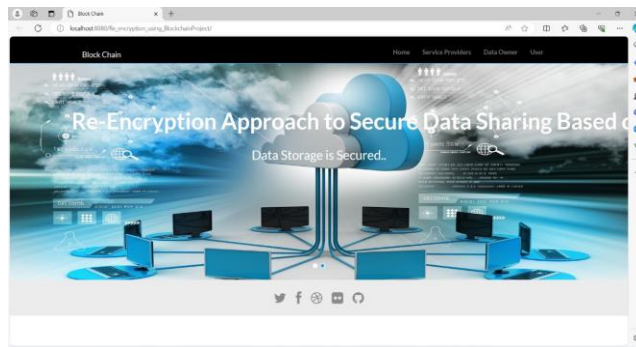 Block Chain
localhost:8080/Re_encryption_using_BlockchainProject/
Block Chain
Home Service Providers Data Owner User
Re-Encryption Approach to Secure Data Sharing Based
Data Storage is Secured..